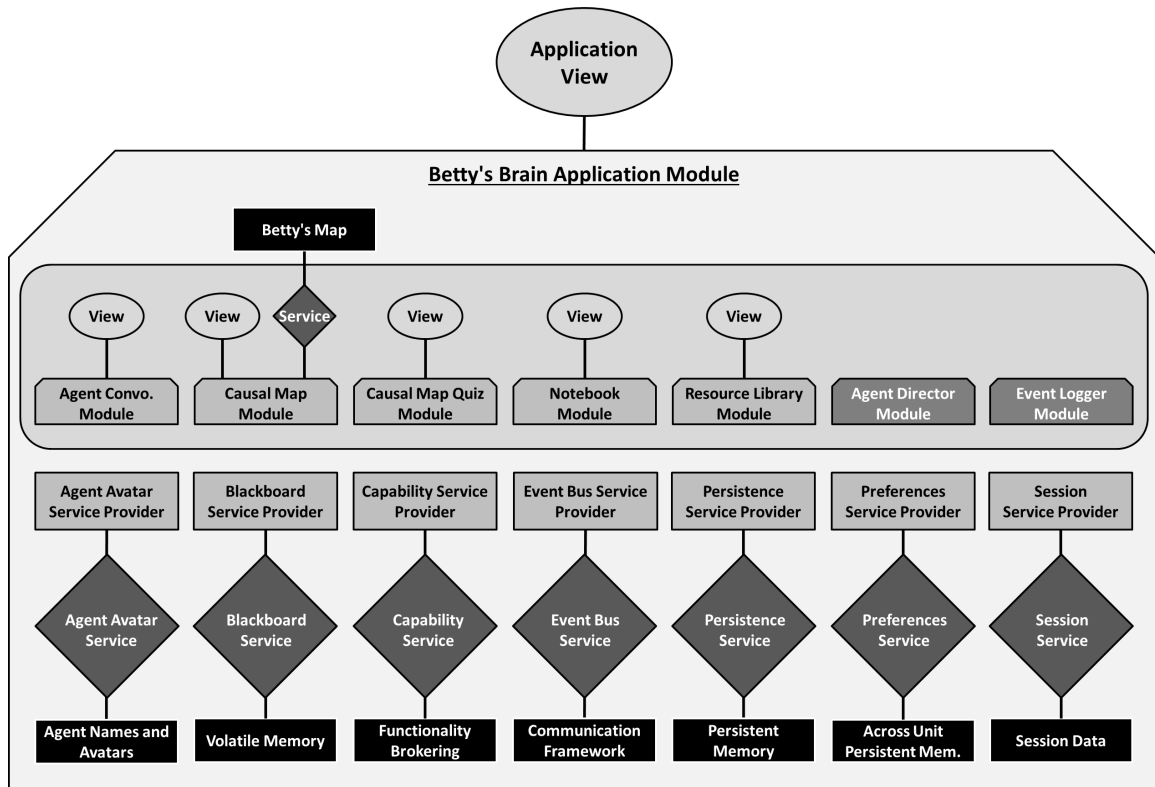 Application
View
Betty's Brain Application Module
Betty's Map
View
View
Service
View
View
View
Agent Convo.
Module
Causal Map
Module
Causal Map Quiz
Module
Notebook
Module
Resource Library
Module
Agent Director
Module
Event Logger
Module
Agent Avatar
Service Provider
Blackboard
Service Provider
Capability Service
Provider
Event Bus Service
Provider
Persistence
Service Provider
Preferences
Service Provider
Session
Service Provider
Agent Avatar
Service
Blackboard
Service
Capability
Service
Event Bus
Service
Persistence
Service
Preferences
Service
Session
Service
Agent Names and
Avatars
Volatile Memory
Functionality
Brokering
Communication
Framework
Persistent
Memory
Across Unit
Persistent Mem.
Session Data